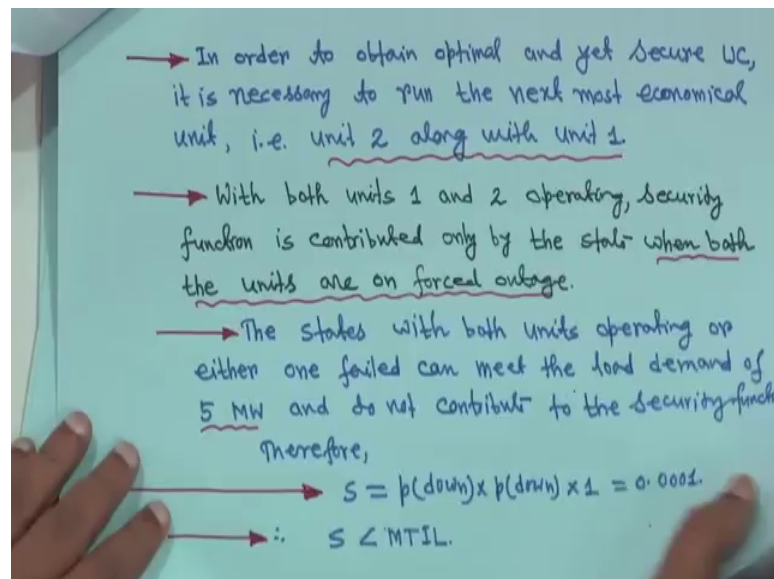 → In order to obtain optimal and yet secure UC,
it is necessary to run the next most economical
unit, i.e. unit 2 along with unit 1.
→ With both units 1 and 2 operating, security
function is contributed only by the state when both
the units are on forced outage.
→ The states with both units operating or
either one failed can meet the load demand of
5 MW and do not contribute to the security funct
Therefore,
→ S = p(down) x p(down) x 1 = 0.0001.
→ ∴ S < MTIL.